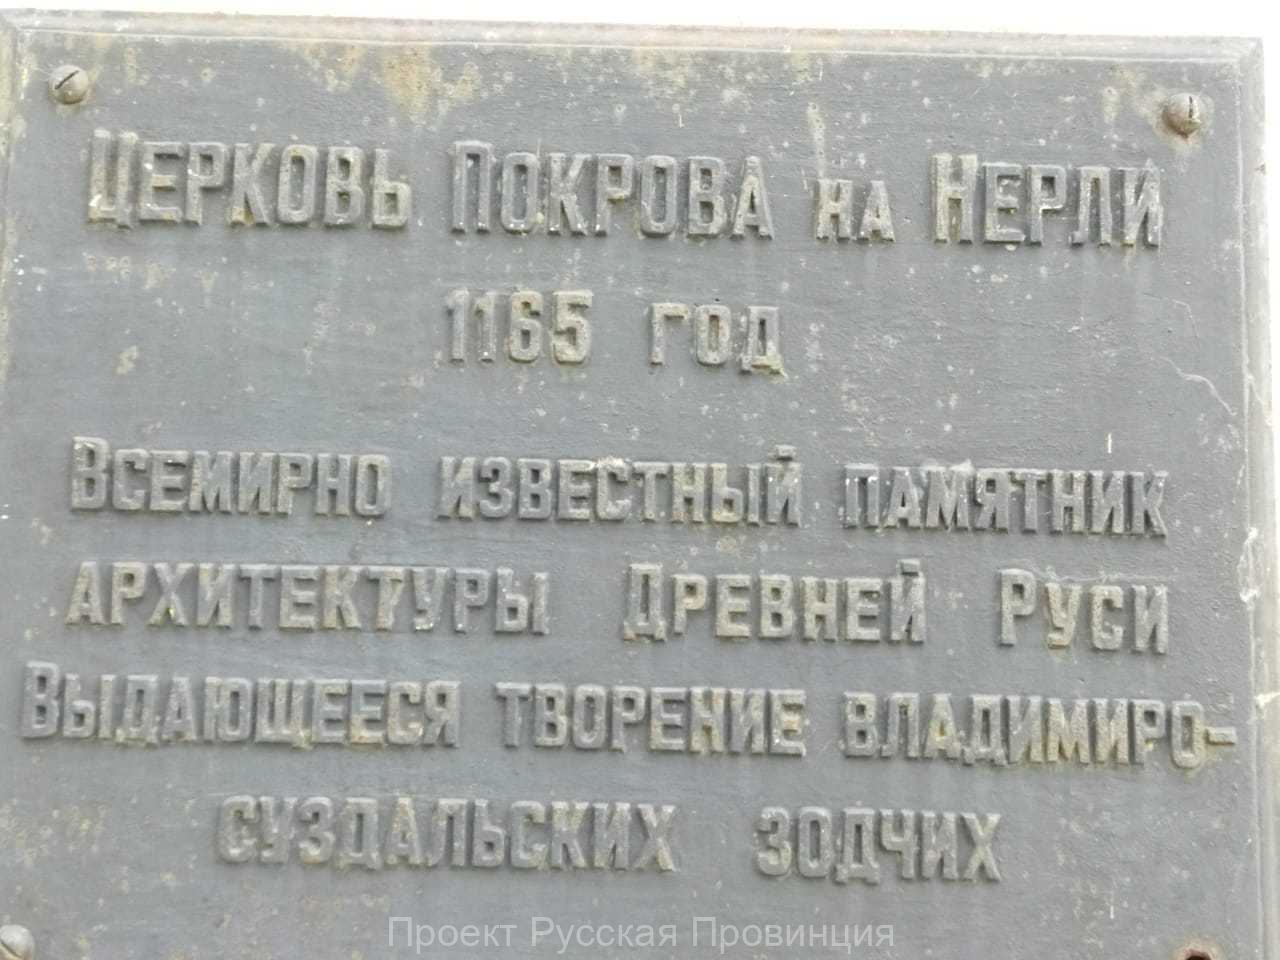 Церковь Покрова на Нерли
1165 год
Всемирно известный памятник
архитектуры Древней Руси
Выдающееся творение владимиро-
суздальских зодчих
Проект Русская Провинция